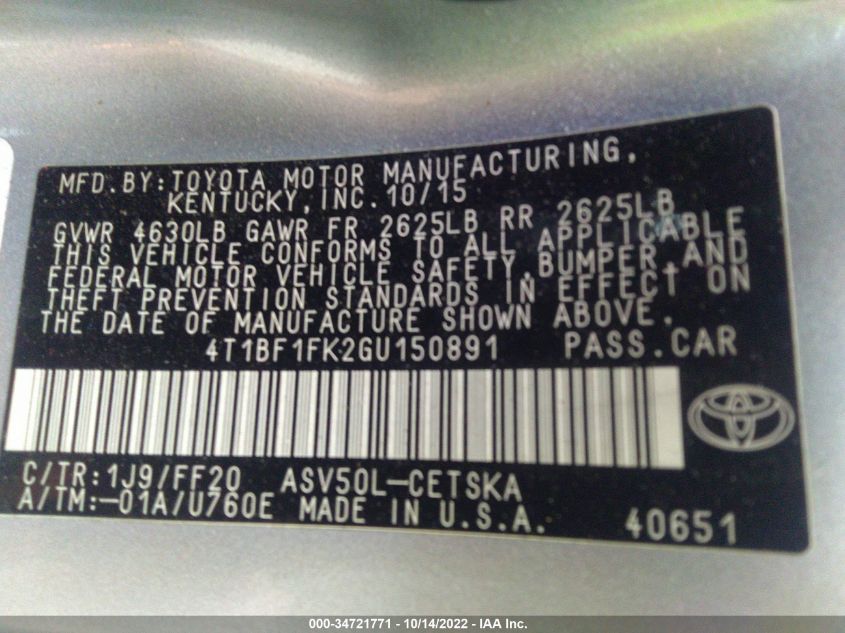 MFD.BY:TOYOTA MOTOR MANUFACTURING,
KENTUCKY, INC. 10/15
GVWR 4630LB GAWR FR 2625LB RR 2625LB
THIS VEHICLE CONFORMS TO ALL APPLICABLE
FEDERAL MOTOR VEHICLE SAFETY,BUMPER,AND
THEFT PREVENTION STANDARDS IN EFFECT ON
THE DATE OF MANUFACTURE SHOWN ABOVE.
4T1BF1FK2GU150891 PASS.CAR
C/TR:1J9/FF20 ASV50L-CETSKA
A/TM:-01A/U760E MADE IN U.S.A. 40651
000-34721771 - 10/14/2022 - IAA Inc.